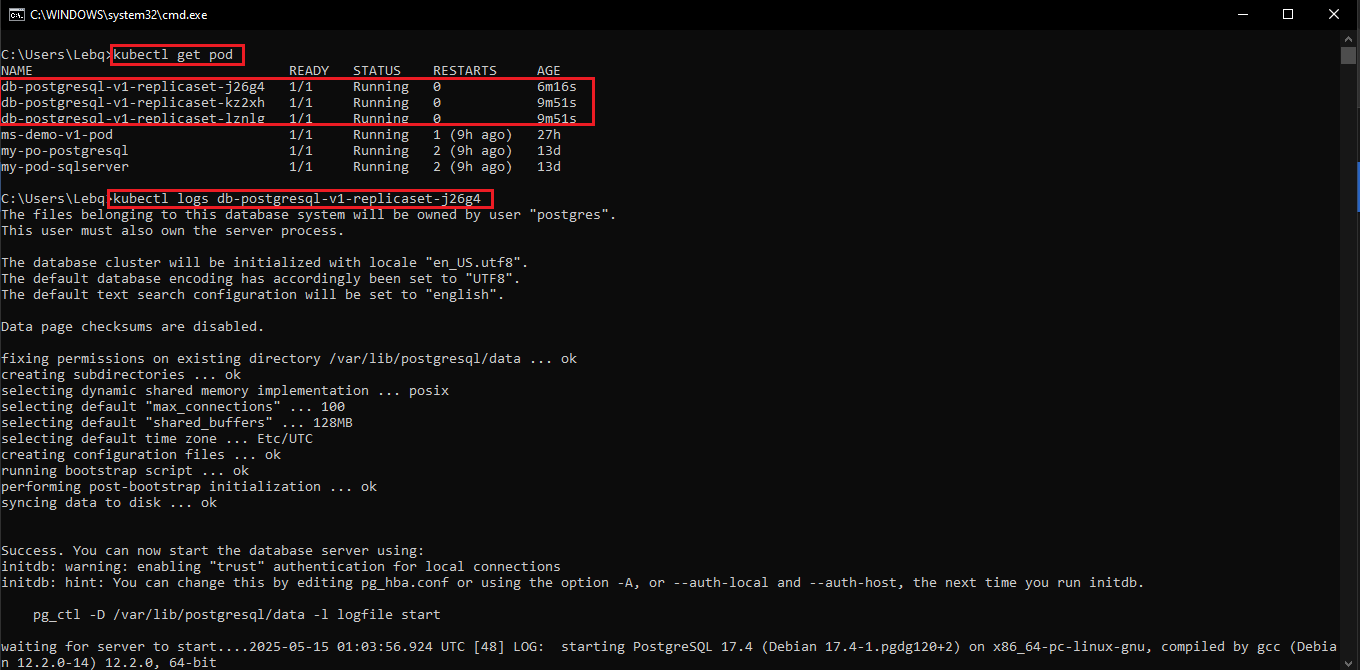 C:\WINDOWS\system32\cmd.exe
C:\Users\Lebq>kubectl get pod
NAME READY STATUS RESTARTS AGE
db-postgresql-v1-replicaset-j26g4 1/1 Running 0 6m16s
db-postgresql-v1-replicaset-kz2xh 1/1 Running 0 9m51s
db-postgresql-v1-replicaset-lznlg 1/1 Running 0 9m51s
ms-demo-v1-pod 1/1 Running 1 (9h ago) 27h
my-po-postgresql 1/1 Running 2 (9h ago) 13d
my-pod-sqlserver 1/1 Running 2 (9h ago) 13d
C:\Users\Lebq>kubectl logs db-postgresql-v1-replicaset-j26g4
The files belonging to this database system will be owned by user "postgres".
This user must also own the server process.
The database cluster will be initialized with locale "en_US.utf8".
The default database encoding has accordingly been set to "UTF8".
The default text search configuration will be set to "english".
Data page checksums are disabled.
fixing permissions on existing directory /var/lib/postgresql/data ... ok
creating subdirectories ... ok
selecting dynamic shared memory implementation ... posix
selecting default "max_connections" ... 100
selecting default "shared_buffers" ... 128MB
selecting default time zone ... Etc/UTC
creating configuration files ... ok
running bootstrap script ... ok
performing post-bootstrap initialization ... ok
syncing data to disk ... ok
Success. You can now start the database server using:
initdb: warning: enabling "trust" authentication for local connections
initdb: hint: You can change this by editing pg_hba.conf or using the option -A, or --auth-local and --auth-host, the next time you run initdb.
pg_ctl -D /var/lib/postgresql/data -l logfile start
waiting for server to start....2025-05-15 01:03:56.924 UTC [48] LOG:  starting PostgreSQL 17.4 (Debian 17.4-1.pgdg120+2) on x86_64-pc-linux-gnu, compiled by gcc (Debia
n 12.2.0-14) 12.2.0, 64-bit